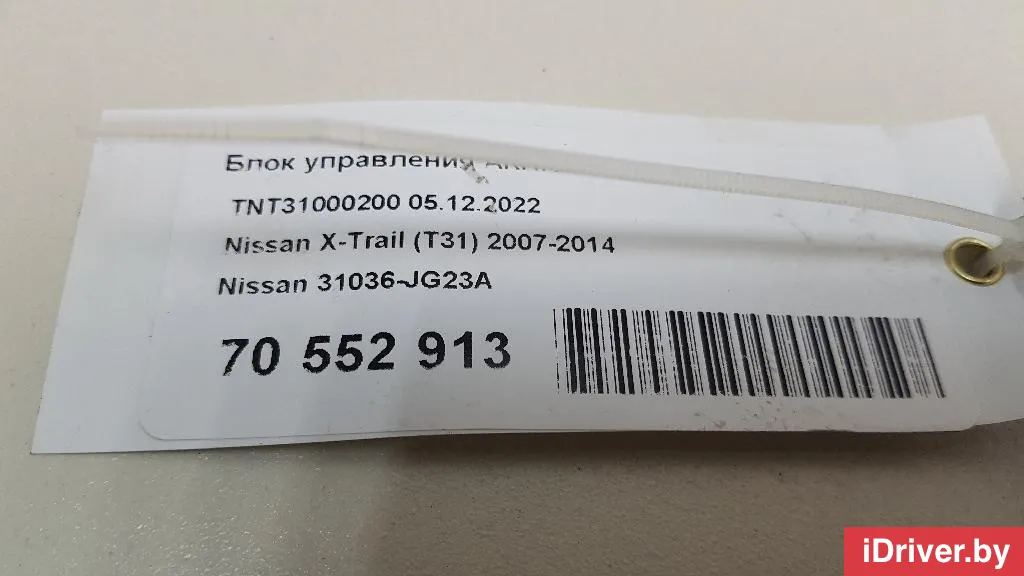 Блок управления
TNT31000200 05.12.2022
Nissan X-Trail (T31) 2007-2014
Nissan 31036-JG23A
70 552 913
iDriver.by